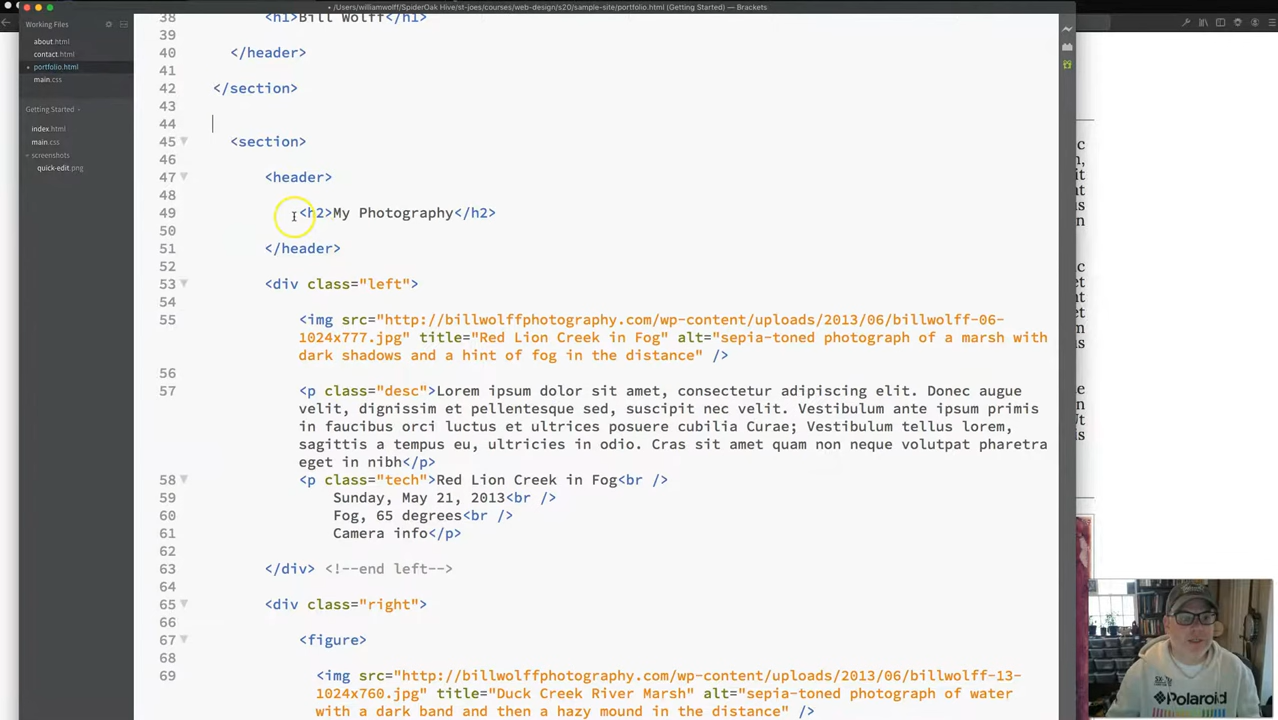 • /Users/williamwolff/SpiderOak Hive/st-joes/courses/web-design/s20/sample-site/portfolio.html (Getting Started) — Brackets
Working Files
about.html
contact.html
• portfolio.html
main.css
Getting Started
index.html
main.css
screenshots
quick-edit.png
38 <h1>Bill Wolff</h1>
39
40 </header>
41
42 </section>
43
44
45 <section>
46
47 <header>
48
49 <h2>My Photography</h2>
50
51 </header>
52
53 <div class="left">
54
55 <img src="http://billwolffphotography.com/wp-content/uploads/2013/06/billwolff-06-
1024x777.jpg" title="Red Lion Creek in Fog" alt="sepia-toned photograph of a marsh with
dark shadows and a hint of fog in the distance" />
56
57 <p class="desc">Lorem ipsum dolor sit amet, consectetur adipiscing elit. Donec augue
velit, dignissim et pellentesque sed, suscipit nec velit. Vestibulum ante ipsum primis
in faucibus orci luctus et ultrices posuere cubilia Curae; Vestibulum tellus lorem,
sagittis a tempus eu, ultricies in odio. Cras sit amet quam non neque volutpat pharetra
eget in nibh</p>
58 <p class="tech">Red Lion Creek in Fog<br />
59 Sunday, May 21, 2013<br />
60 Fog, 65 degrees<br />
61 Camera info</p>
62
63 </div> <!--end left-->
64
65 <div class="right">
66
67 <figure>
68
69 <img src="http://billwolffphotography.com/wp-content/uploads/2013/06/billwolff-13-
1024x760.jpg" title="Duck Creek River Marsh" alt="sepia-toned photograph of water
with a dark band and then a hazy mound in the distance" />
Polaroid